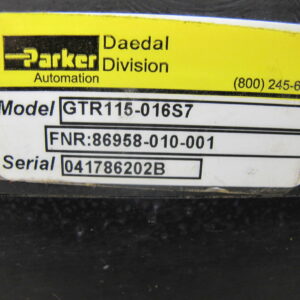 Parker
Automation
Daedal
Division
(800) 245-6
Model GTR115-016S7
FNR:86958-010-001
Serial 041786202B